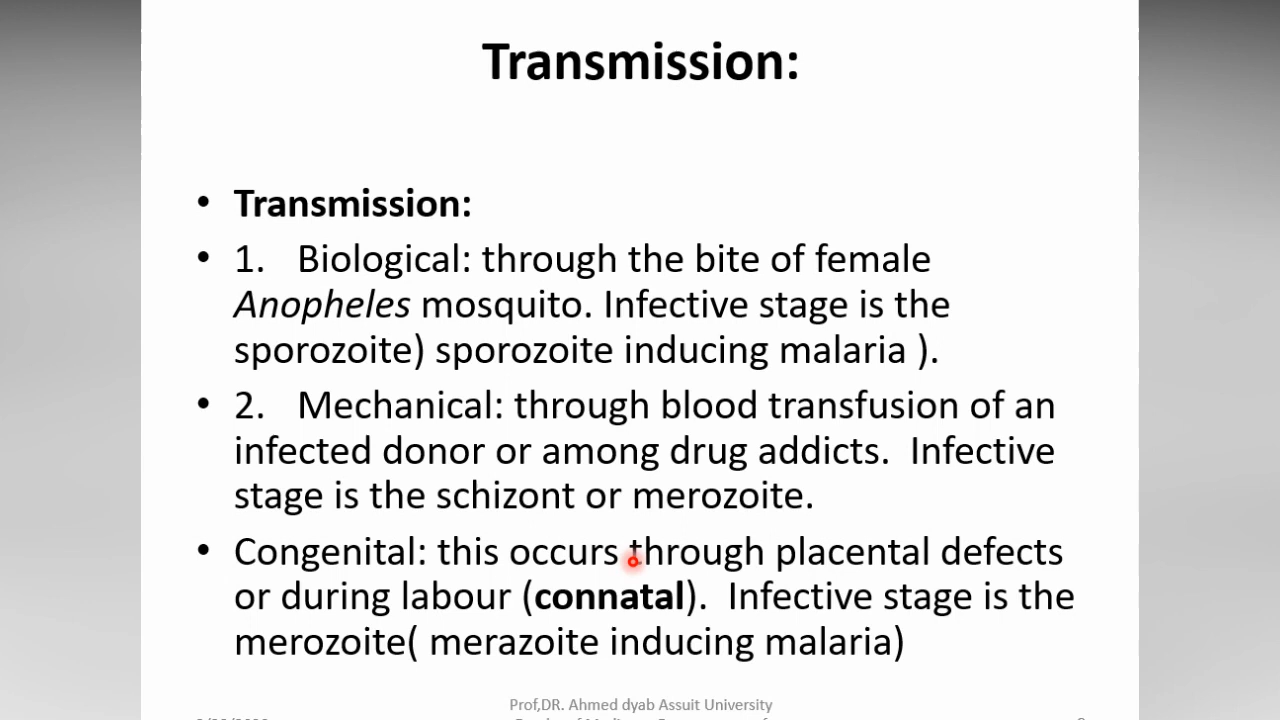 Transmission:
• Transmission:
• 1. Biological: through the bite of female
Anopheles mosquito. Infective stage is the
sporozoite) sporozoite inducing malaria ).
• 2. Mechanical: through blood transfusion of an
infected donor or among drug addicts. Infective
stage is the schizont or merozoite.
• Congenital: this occurs through placental defects
or during labour (connatal). Infective stage is the
merozoite( merazoite inducing malaria)
Prof,DR. Ahmed dyab Assuit University